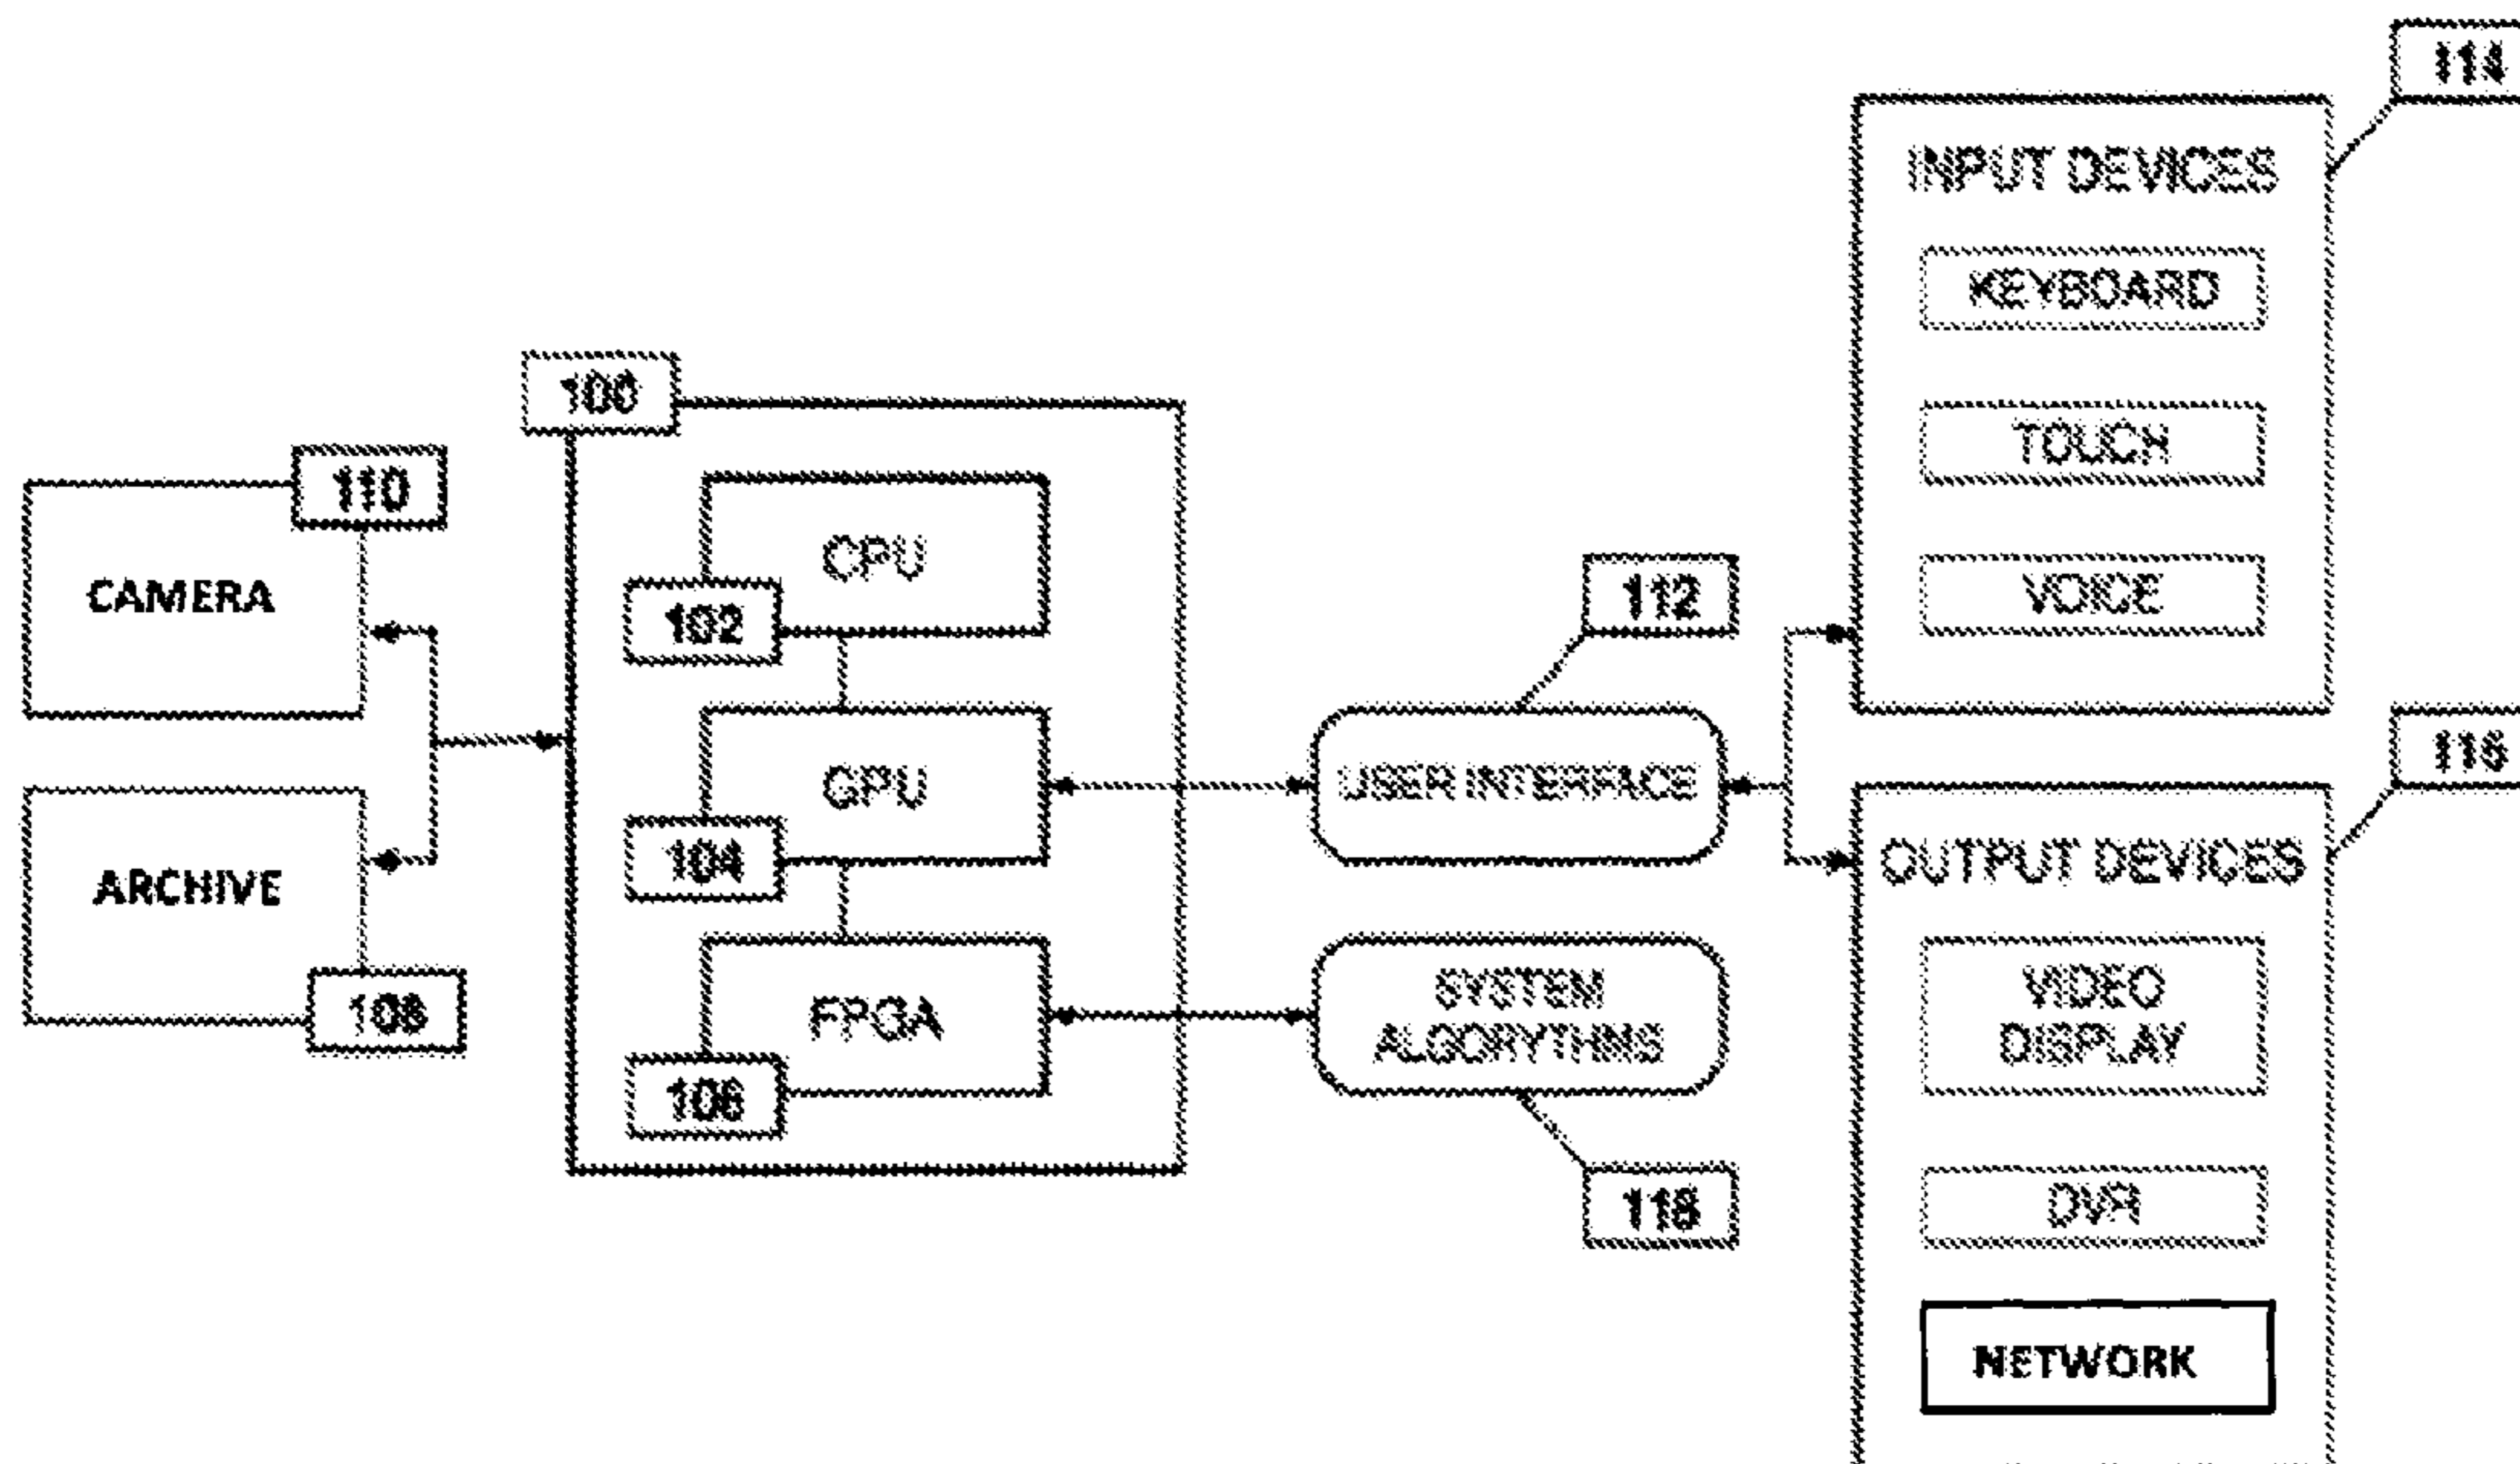 114
INPUT DEVICES
KEYBOARD
TOUCH
VOICE
100
110
CAMERA
CPU
102
112
GPU
104
USER INTERFACE
116
ARCHIVE
108
FPGA
106
SYSTEM
ALGORYTHMS
118
OUTPUT DEVICES
VIDEO
DISPLAY
DVR
NETWORK